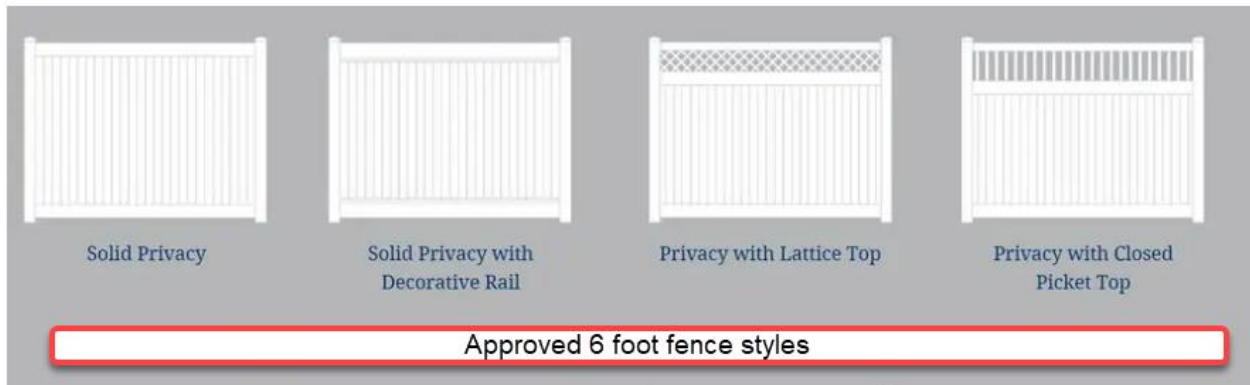 Solid Privacy
Solid Privacy with
Decorative Rail
Privacy with Lattice Top
Privacy with Closed
Picket Top
Approved 6 foot fence styles